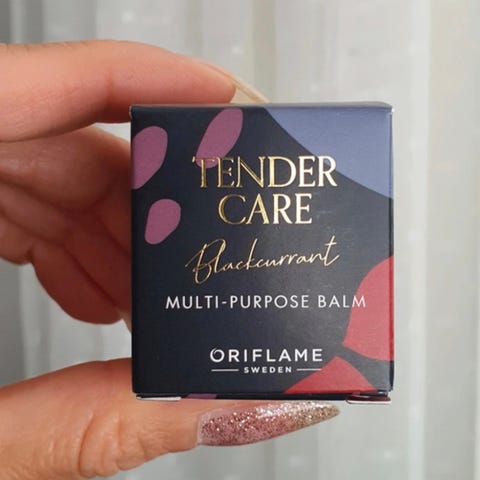 TENDER
CARE
Blackcurrant
MULTI-PURPOSE BALM
ORIFLAME
SWEDEN